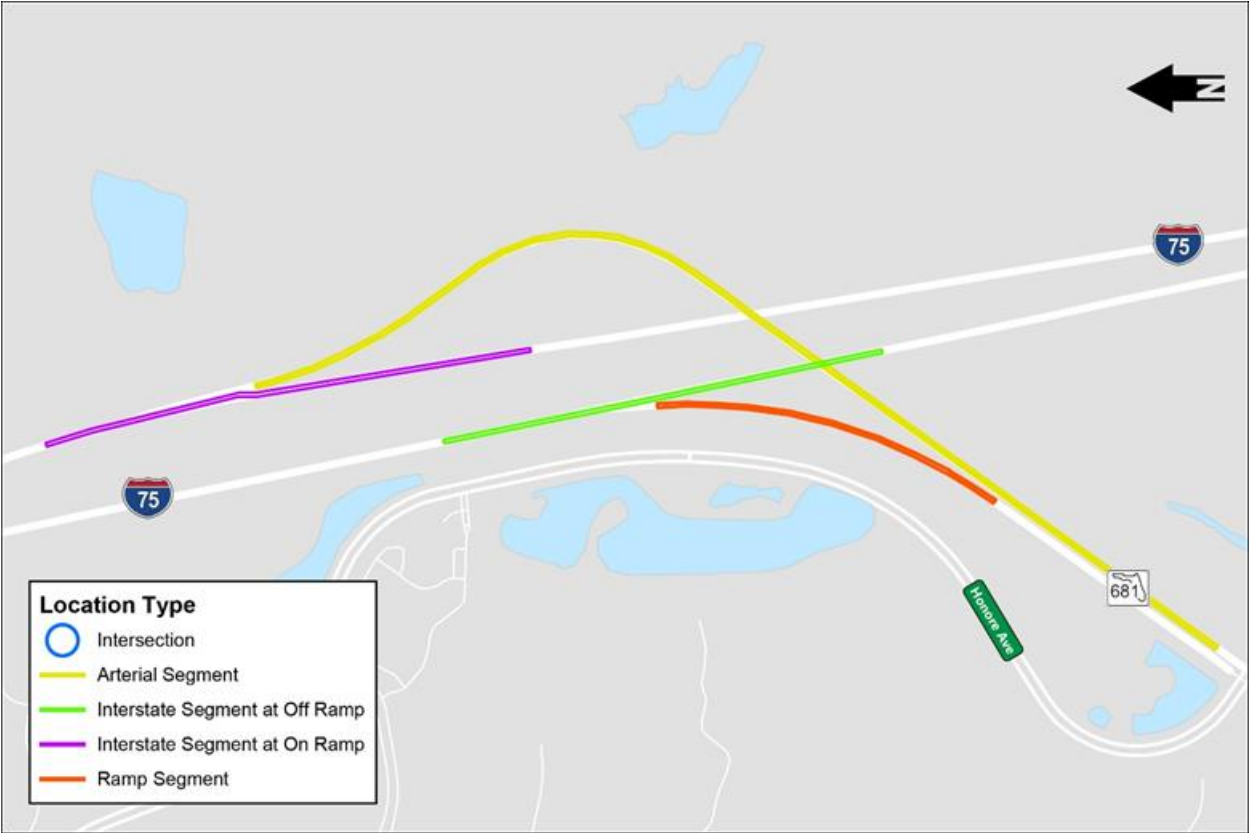 N
75
75
681
Honore Ave
Location Type
Intersection
Arterial Segment
Interstate Segment at Off Ramp
Interstate Segment at On Ramp
Ramp Segment